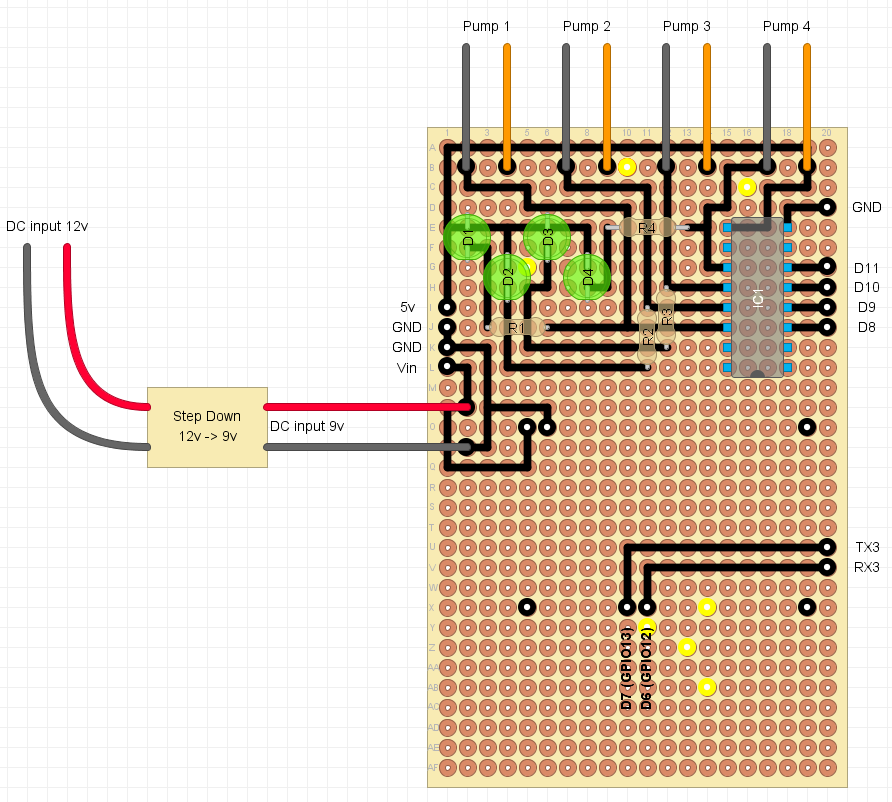 Pump 1 Pump 2 Pump 3 Pump 4
1 3 5 6 8 10 11 13 15 16 18 20
A
B
C
D
GND
DC input 12v
E D1 D3 R4
F
G D2 D4 D11
H D10
5v I R3 IC1 D9
GND J R1 R2 D8
GND K
Vin L
M
Step Down
12v -> 9v
DC input 9v
O
Q
R
S
T
U TX3
V RX3
W
X
Y
Z
D7 (GPIO13)
D6 (GPIO12)
AA
AB
AC
AD
AE
AF